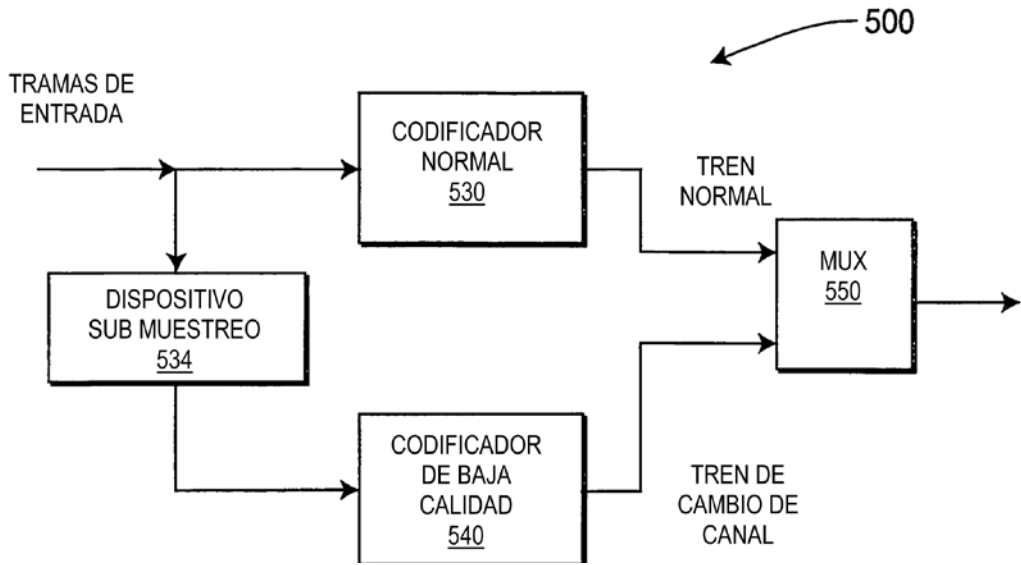 500
TRAMAS DE
ENTRADA
CODIFICADOR
NORMAL
530
TREN
NORMAL
MUX
550
DISPOSITIVO
SUB MUESTREO
534
CODIFICADOR
DE BAJA
CALIDAD
540
TREN DE
CAMBIO DE
CANAL